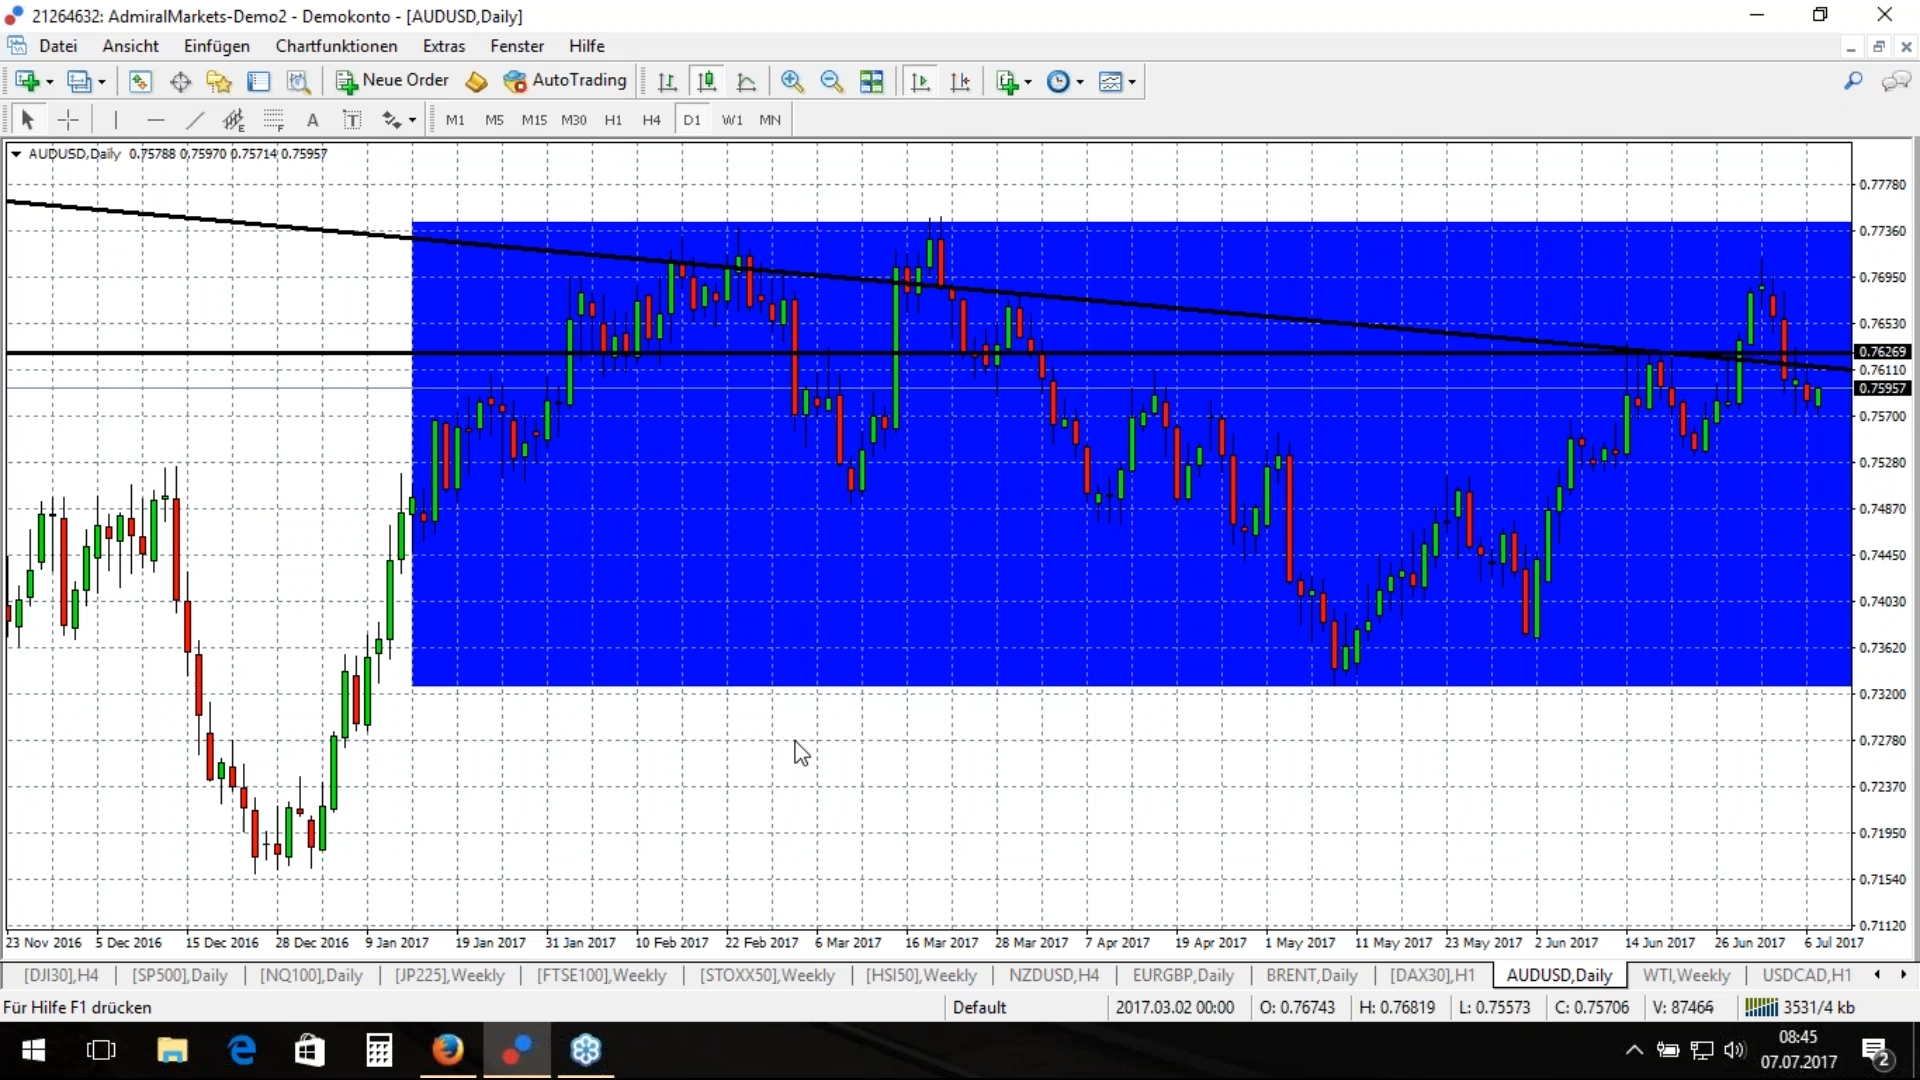 21264632: AdmiralMarkets-Demo2 - Demokonto - [AUDUSD,Daily]
Datei Ansicht Einfügen Chartfunktionen Extras Fenster Hilfe
Neue Order AutoTrading
E F A T M1 M5 M15 M30 H1 H4 D1 W1 MN
AUDUSD,Daily 0.75788 0.75970 0.75714 0.75957
0.77780
0.77360
0.76950
0.76530
0.76269
0.76110
0.75957
0.75700
0.75280
0.74870
0.74450
0.74030
0.73620
0.73200
0.72780
0.72370
0.71950
0.71540
0.71120
23 Nov 2016 5 Dec 2016 15 Dec 2016 28 Dec 2016 9 Jan 2017 19 Jan 2017 31 Jan 2017 10 Feb 2017 22 Feb 2017 6 Mar 2017 16 Mar 2017 28 Mar 2017 7 Apr 2017 19 Apr 2017 1 May 2017 11 May 2017 23 May 2017 2 Jun 2017 14 Jun 2017 26 Jun 2017 6 Jul 2017
[DJI30],H4 [SP500],Daily [NQ100],Daily [JP225],Weekly [FTSE100],Weekly [STOXX50],Weekly [HSI50],Weekly NZDUSD,H4 EURGBP,Daily BRENT,Daily [DAX30],H1 AUDUSD,Daily WTI,Weekly USDCAD,H1
Für Hilfe F1 drücken Default 2017.03.02 00:00 O: 0.76743 H: 0.76819 L: 0.75573 C: 0.75706 V: 87464 3531/4 kb
08:45
07.07.2017
2